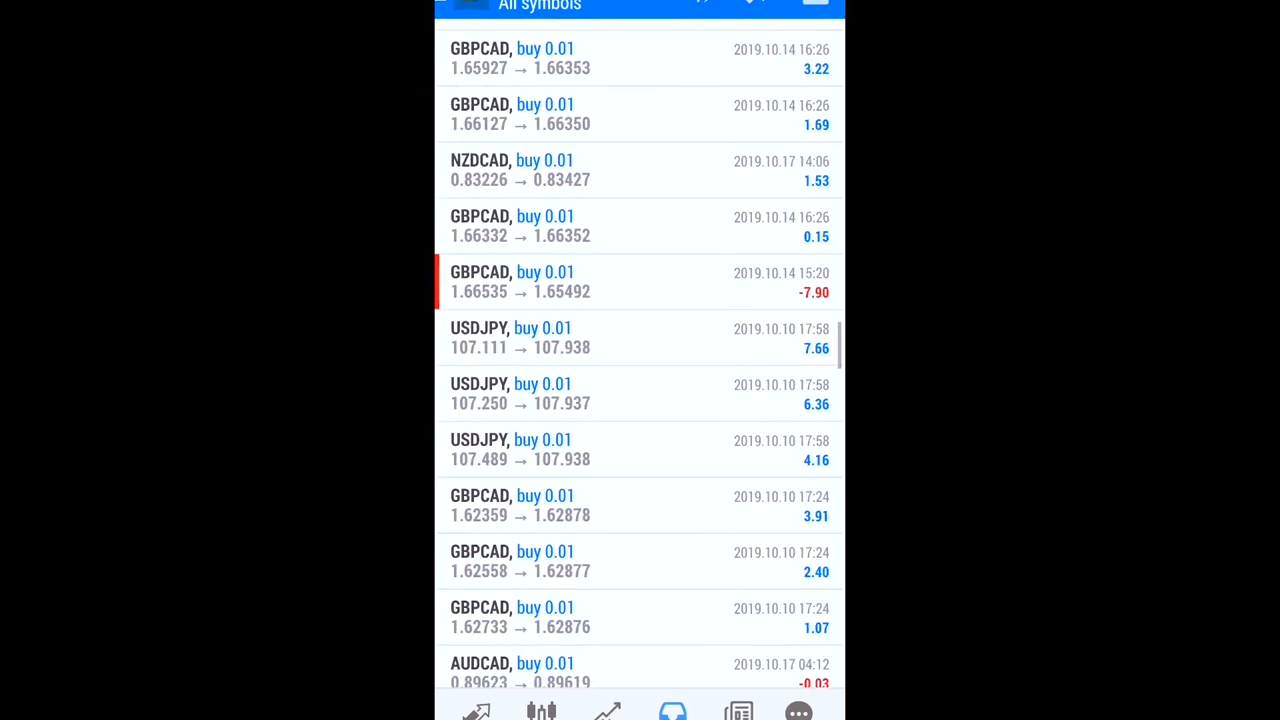 All symbols
GBPCAD, buy 0.01 2019.10.14 16:26
1.65927 → 1.66353 3.22
GBPCAD, buy 0.01 2019.10.14 16:26
1.66127 → 1.66350 1.69
NZDCAD, buy 0.01 2019.10.17 14:06
0.83226 → 0.83427 1.53
GBPCAD, buy 0.01 2019.10.14 16:26
1.66332 → 1.66352 0.15
GBPCAD, buy 0.01 2019.10.14 15:20
1.66535 → 1.65492 -7.90
USDJPY, buy 0.01 2019.10.10 17:58
107.111 → 107.938 7.66
USDJPY, buy 0.01 2019.10.10 17:58
107.250 → 107.937 6.36
USDJPY, buy 0.01 2019.10.10 17:58
107.489 → 107.938 4.16
GBPCAD, buy 0.01 2019.10.10 17:24
1.62359 → 1.62878 3.91
GBPCAD, buy 0.01 2019.10.10 17:24
1.62558 → 1.62877 2.40
GBPCAD, buy 0.01 2019.10.10 17:24
1.62733 → 1.62876 1.07
AUDCAD, buy 0.01 2019.10.17 04:12
0.89623 → 0.89619 -0.03